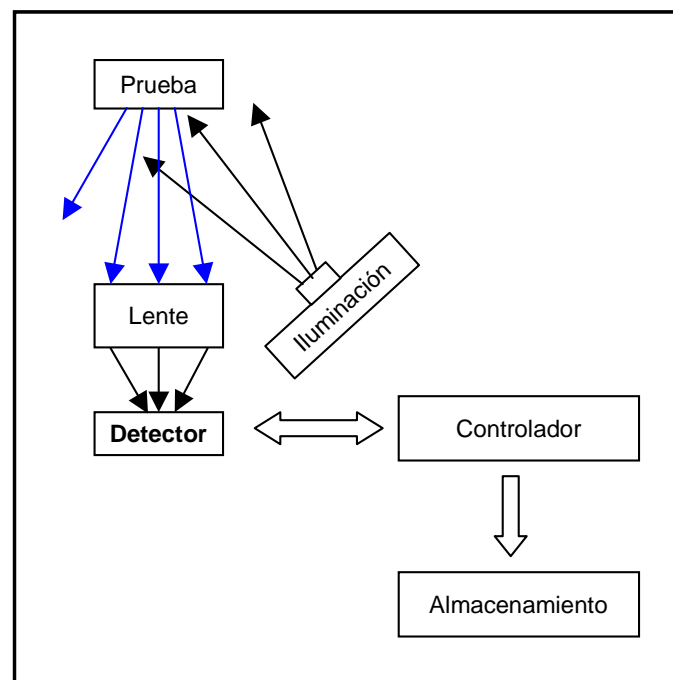 Prueba
Iluminación
Lente
Detector
Controlador
Almacenamiento